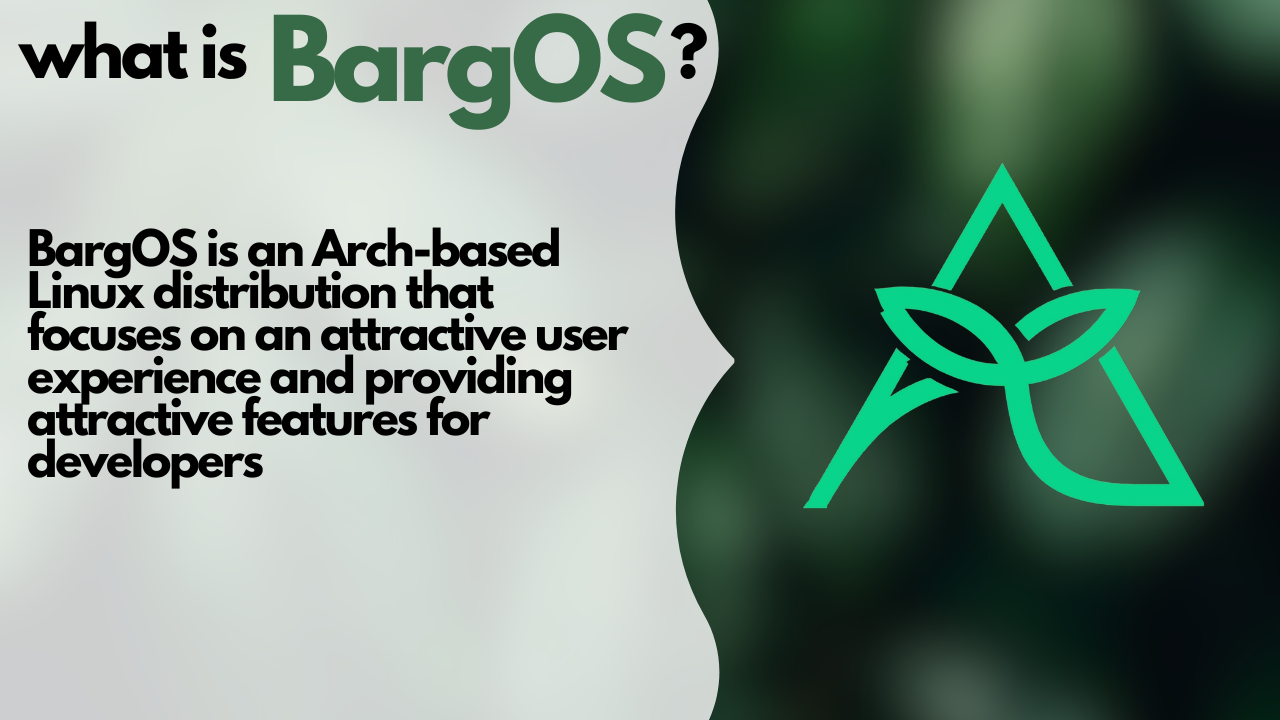 what is BargOS?
BargOS is an Arch-based
Linux distribution that
focuses on an attractive user
experience and providing
attractive features for
developers